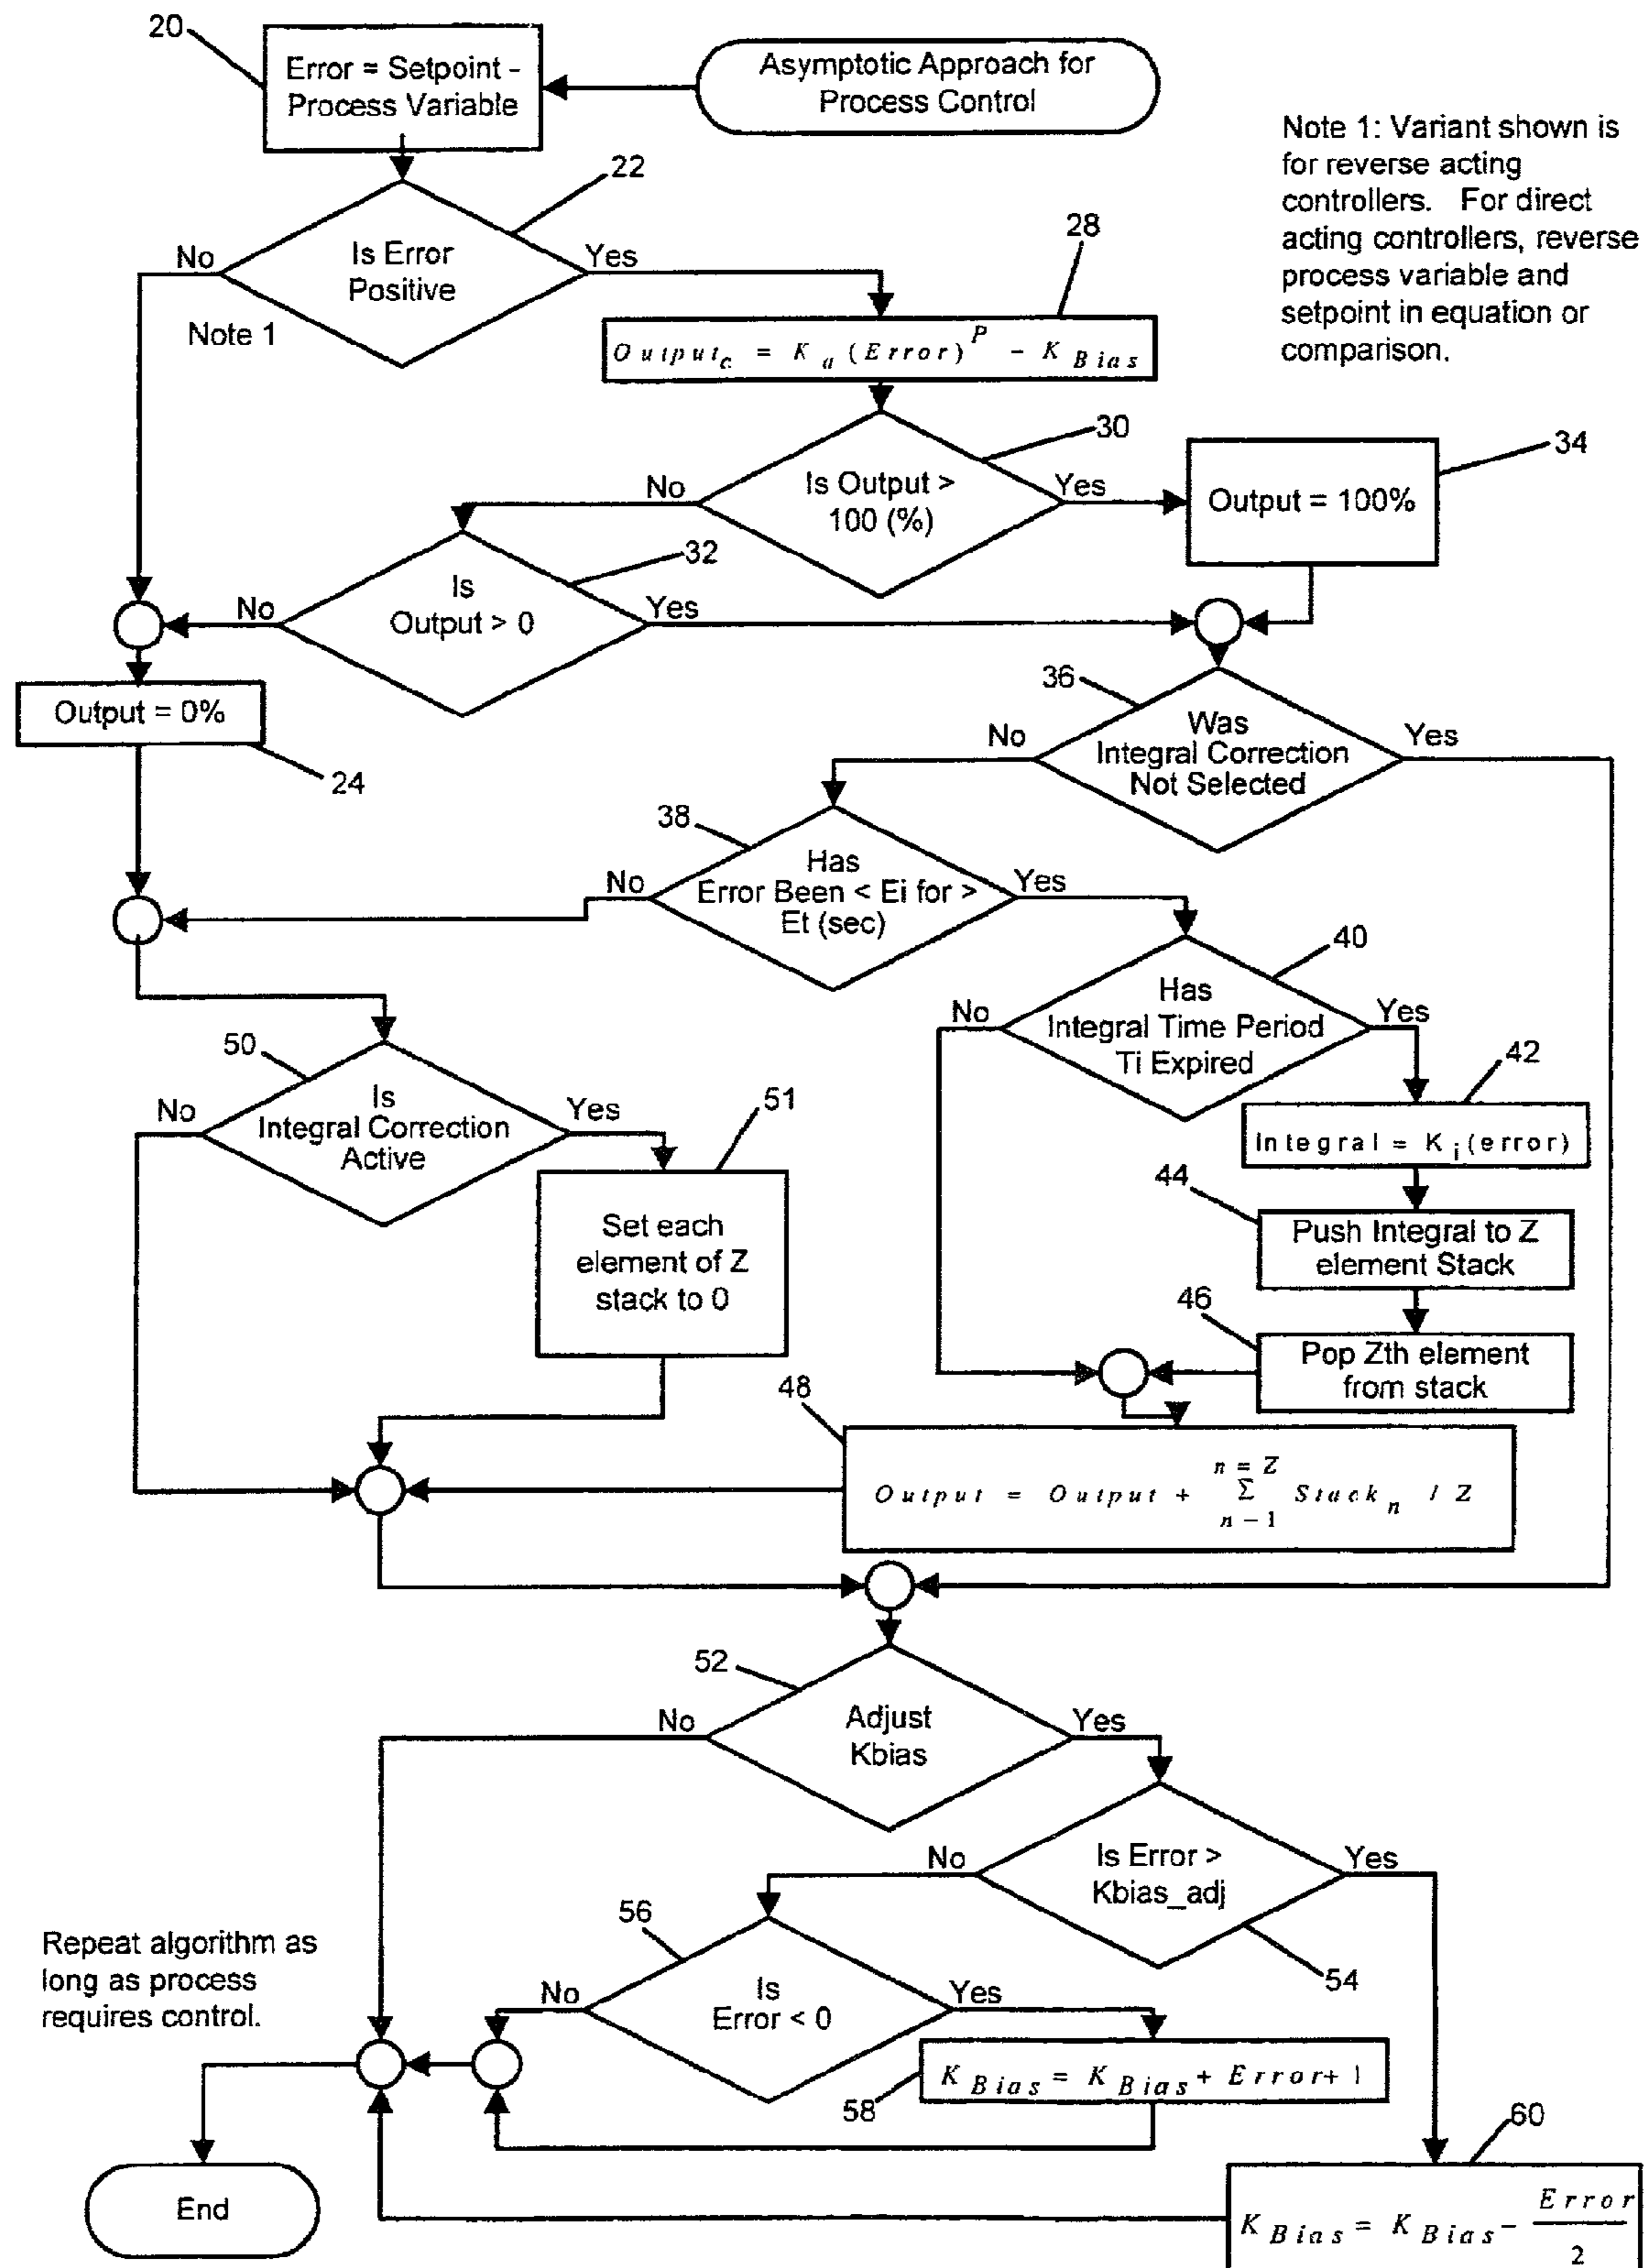 20
Error = Setpoint -
Process Variable
Asymptotic Approach for
Process Control
Note 1: Variant shown is
for reverse acting
controllers. For direct
acting controllers, reverse
process variable and
setpoint in equation or
comparison.
22
Is Error
Positive
No
Yes
Note 1
28
Output_c = K_a (Error)^P - K_Bias
30
Is Output >
100 (%)
No
Yes
34
Output = 100%
32
Is
Output > 0
No
Yes
Output = 0%
24
36
Was
Integral Correction
Not Selected
No
Yes
38
Has
Error Been < Ei for >
Et (sec)
No
Yes
40
Has
Integral Time Period
Ti Expired
No
Yes
42
Integral = K_i (error)
44
Push Integral to Z
element Stack
46
Pop Zth element
from stack
50
Is
Integral Correction
Active
No
Yes
51
Set each
element of Z
stack to 0
48
n = Z
Output = Output + Σ Stack_n / Z
n - 1
52
Adjust
Kbias
No
Yes
Is Error >
Kbias_adj
No
Yes
54
56
Is
Error < 0
No
Yes
Repeat algorithm as
long as process
requires control.
K_Bias = K_Bias + Error + 1
58
60
K_Bias = K_Bias - Error / 2
End